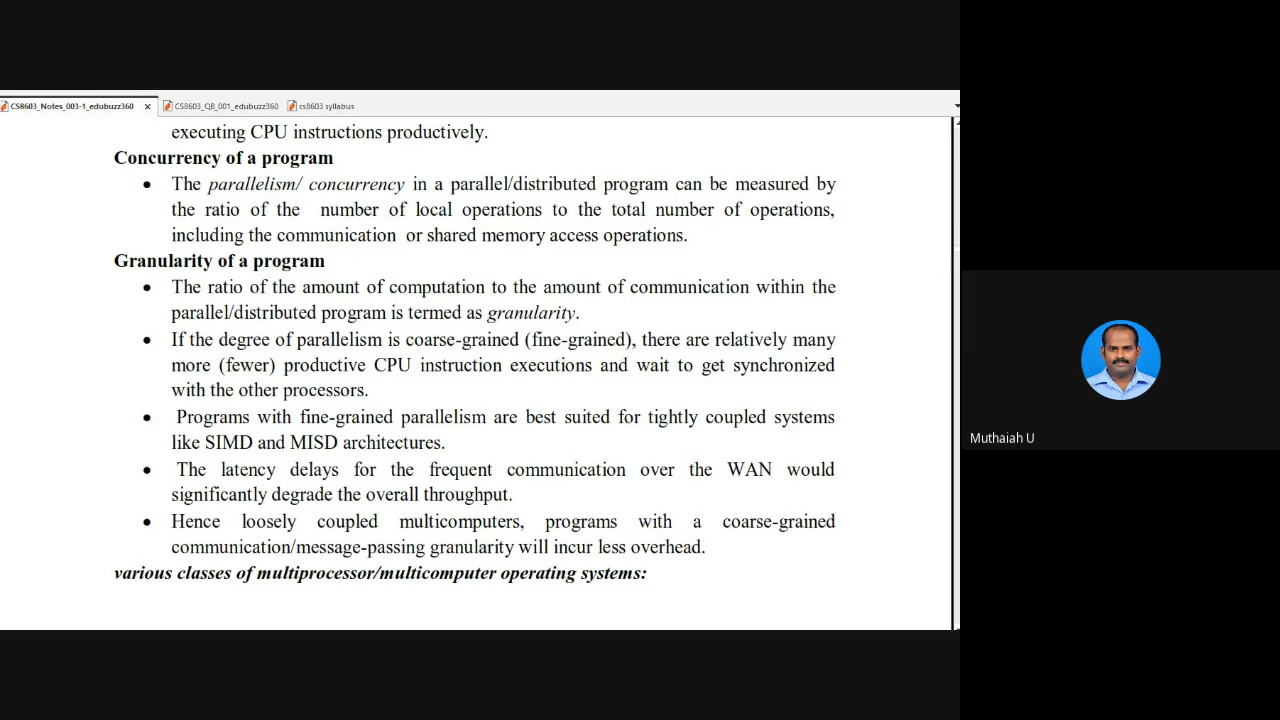 CS8603_Notes_003-1_edubuzz360 × CS8603_QB_001_edubuzz360 cs8603 syllabus
executing CPU instructions productively.
Concurrency of a program
• The parallelism/ concurrency in a parallel/distributed program can be measured by
the ratio of the number of local operations to the total number of operations,
including the communication or shared memory access operations.
Granularity of a program
• The ratio of the amount of computation to the amount of communication within the
parallel/distributed program is termed as granularity.
• If the degree of parallelism is coarse-grained (fine-grained), there are relatively many
more (fewer) productive CPU instruction executions and wait to get synchronized
with the other processors.
• Programs with fine-grained parallelism are best suited for tightly coupled systems
like SIMD and MISD architectures.
• The latency delays for the frequent communication over the WAN would
significantly degrade the overall throughput.
• Hence loosely coupled multicomputers, programs with a coarse-grained
communication/message-passing granularity will incur less overhead.
various classes of multiprocessor/multicomputer operating systems:
Muthaiah U